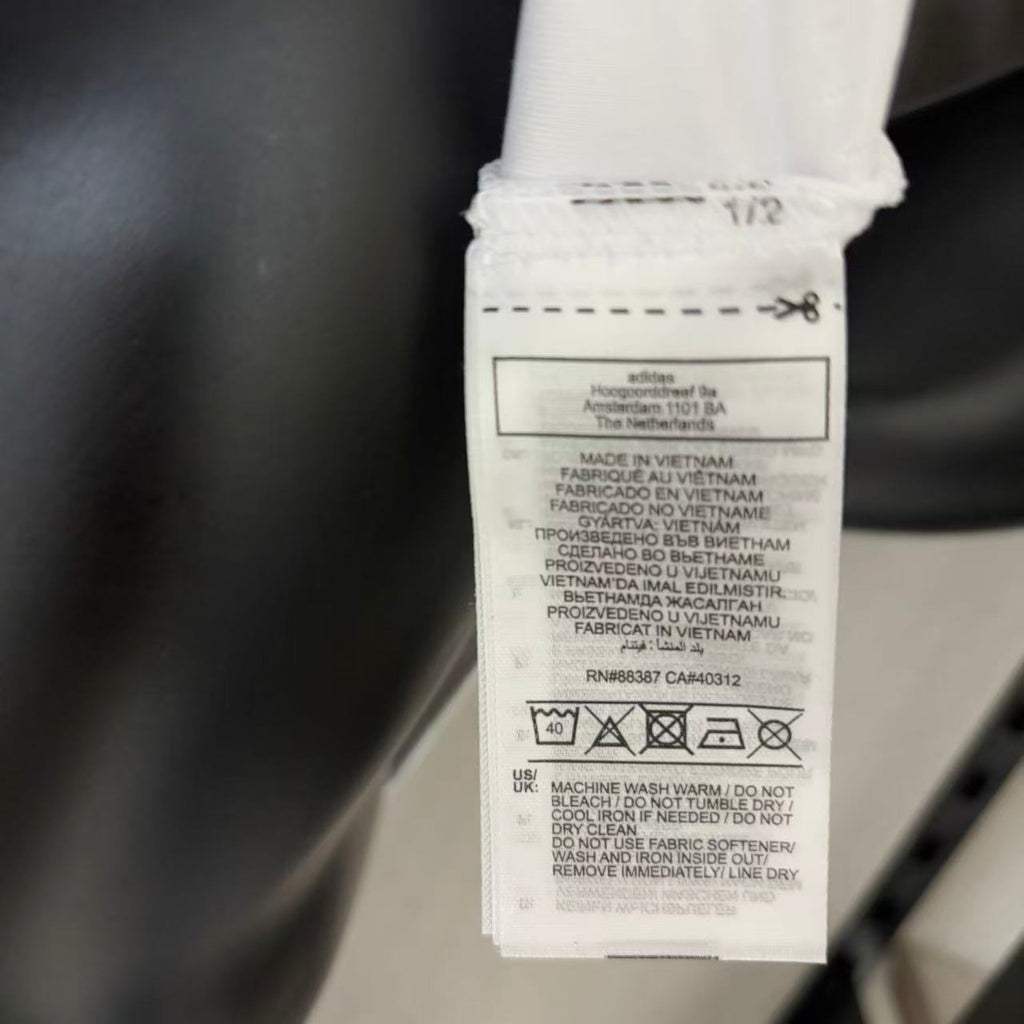 1/2
adidas
Hoogoorddreef 9a
Amsterdam 1101 BA
The Netherlands
MADE IN VIETNAM
FABRIQUÉ AU VIÊTNAM
FABRICADO EN VIETNAM
FABRICADO NO VIETNAME
GYÁRTVA: VIETNÁM
ПРОИЗВЕДЕНО ВЪВ ВИЕТНАМ
СДЕЛАНО ВО ВЬЕТНАМЕ
PROIZVEDENO U VIJETNAMU
VIETNAM'DA IMAL EDILMISTIR.
ВЬЕТНАМДА ЖАСАЛҒАН
PROIZVEDENO U VIJETNAMU
FABRICAT IN VIETNAM
بلد المنشأ : فيتنام
RN#88387 CA#40312
40
US/
UK: MACHINE WASH WARM / DO NOT
BLEACH / DO NOT TUMBLE DRY /
COOL IRON IF NEEDED / DO NOT
DRY CLEAN
DO NOT USE FABRIC SOFTENER/
WASH AND IRON INSIDE OUT/
REMOVE IMMEDIATELY/ LINE DRY